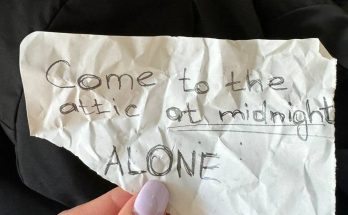 Come to the
attic at midnight
ALONE